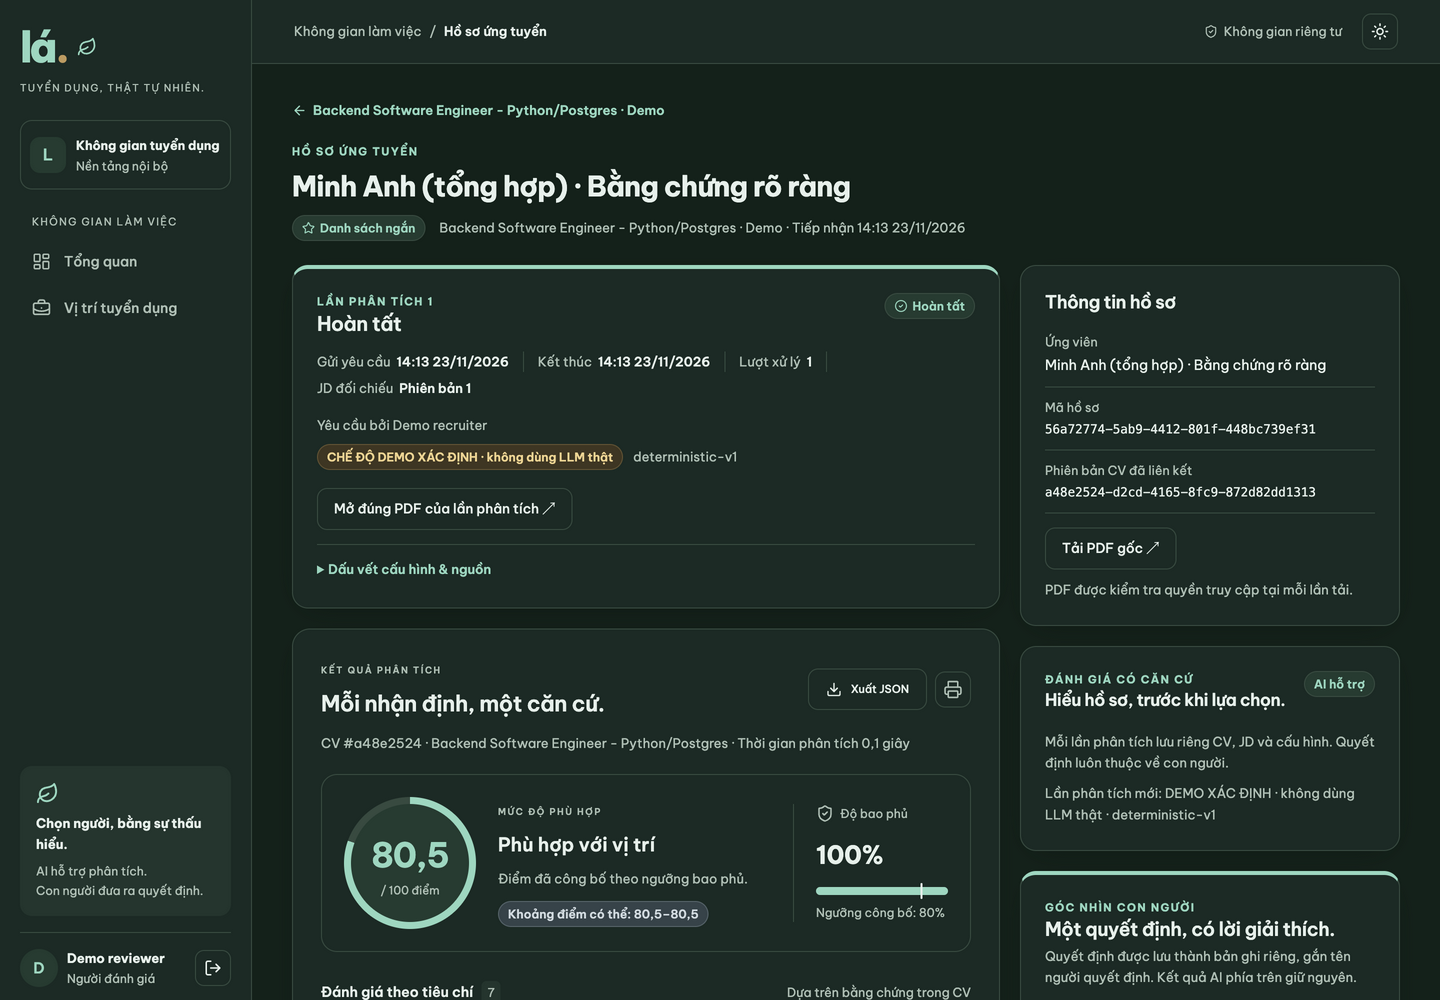 lá.
TUYỂN DỤNG, THẬT TỰ NHIÊN.
L
Không gian tuyển dụng
Nền tảng nội bộ
KHÔNG GIAN LÀM VIỆC
Tổng quan
Vị trí tuyển dụng
Chọn người, bằng sự thấu
hiểu.
AI hỗ trợ phân tích.
Con người đưa ra quyết định.
D
Demo reviewer
Người đánh giá
Không gian làm việc / Hồ sơ ứng tuyển
Không gian riêng tư
← Backend Software Engineer - Python/Postgres · Demo
HỒ SƠ ỨNG TUYỂN
Minh Anh (tổng hợp) · Bằng chứng rõ ràng
Danh sách ngắn
Backend Software Engineer - Python/Postgres · Demo · Tiếp nhận 14:13 23/11/2026
LẦN PHÂN TÍCH 1
Hoàn tất
Hoàn tất
Gửi yêu cầu 14:13 23/11/2026
Kết thúc 14:13 23/11/2026
Lượt xử lý 1
JD đối chiếu Phiên bản 1
Yêu cầu bởi Demo recruiter
CHẾ ĐỘ DEMO XÁC ĐỊNH · không dùng LLM thật
deterministic-v1
Mở đúng PDF của lần phân tích ↗
▶ Dấu vết cấu hình & nguồn
KẾT QUẢ PHÂN TÍCH
Mỗi nhận định, một căn cứ.
Xuất JSON
CV #a48e2524 · Backend Software Engineer - Python/Postgres · Thời gian phân tích 0,1 giây
80,5
/ 100 điểm
MỨC ĐỘ PHÙ HỢP
Phù hợp với vị trí
Điểm đã công bố theo ngưỡng bao phủ.
Khoảng điểm có thể: 80,5–80,5
Độ bao phủ
100%
Ngưỡng công bố: 80%
Đánh giá theo tiêu chí 7
Dựa trên bằng chứng trong CV
Thông tin hồ sơ
Ứng viên
Minh Anh (tổng hợp) · Bằng chứng rõ ràng
Mã hồ sơ
56a72774-5ab9-4412-801f-448bc739ef31
Phiên bản CV đã liên kết
a48e2524-d2cd-4165-8fc9-872d82dd1313
Tải PDF gốc ↗
PDF được kiểm tra quyền truy cập tại mỗi lần tải.
ĐÁNH GIÁ CÓ CĂN CỨ
Hiểu hồ sơ, trước khi lựa chọn.
AI hỗ trợ
Mỗi lần phân tích lưu riêng CV, JD và cấu hình. Quyết
định luôn thuộc về con người.
Lần phân tích mới: DEMO XÁC ĐỊNH · không dùng
LLM thật · deterministic-v1
GÓC NHÌN CON NGƯỜI
Một quyết định, có lời giải thích.
Quyết định được lưu thành bản ghi riêng, gắn tên
người quyết định. Kết quả AI phía trên giữ nguyên.